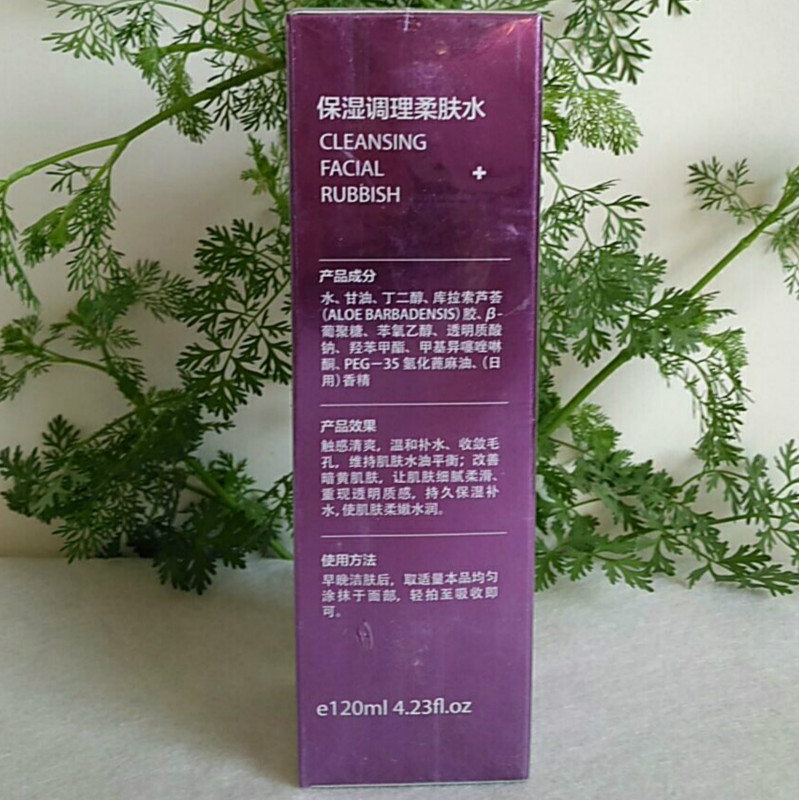 保湿调理柔肤水
CLEANSING
FACIAL
RUBBISH
产品成分
水、甘油、丁二醇、库拉索芦荟
(ALOE BARBADENSIS) 胶、β-
葡聚糖、苯氧乙醇、透明质酸
钠、羟苯甲酯、甲基异噻唑啉
酮、PEG－35 氢化蓖麻油、（日
用）香精
产品效果
触感清爽，温和补水、收敛毛
孔，维持肌肤水油平衡；改善
暗黄肌肤，让肌肤细腻柔滑、
重现透明质感，持久保湿补
水，使肌肤柔嫩水润。
使用方法
早晚洁肤后，取适量本品均匀
涂抹于面部，轻拍至吸收即
可。
e120ml 4.23fl.oz